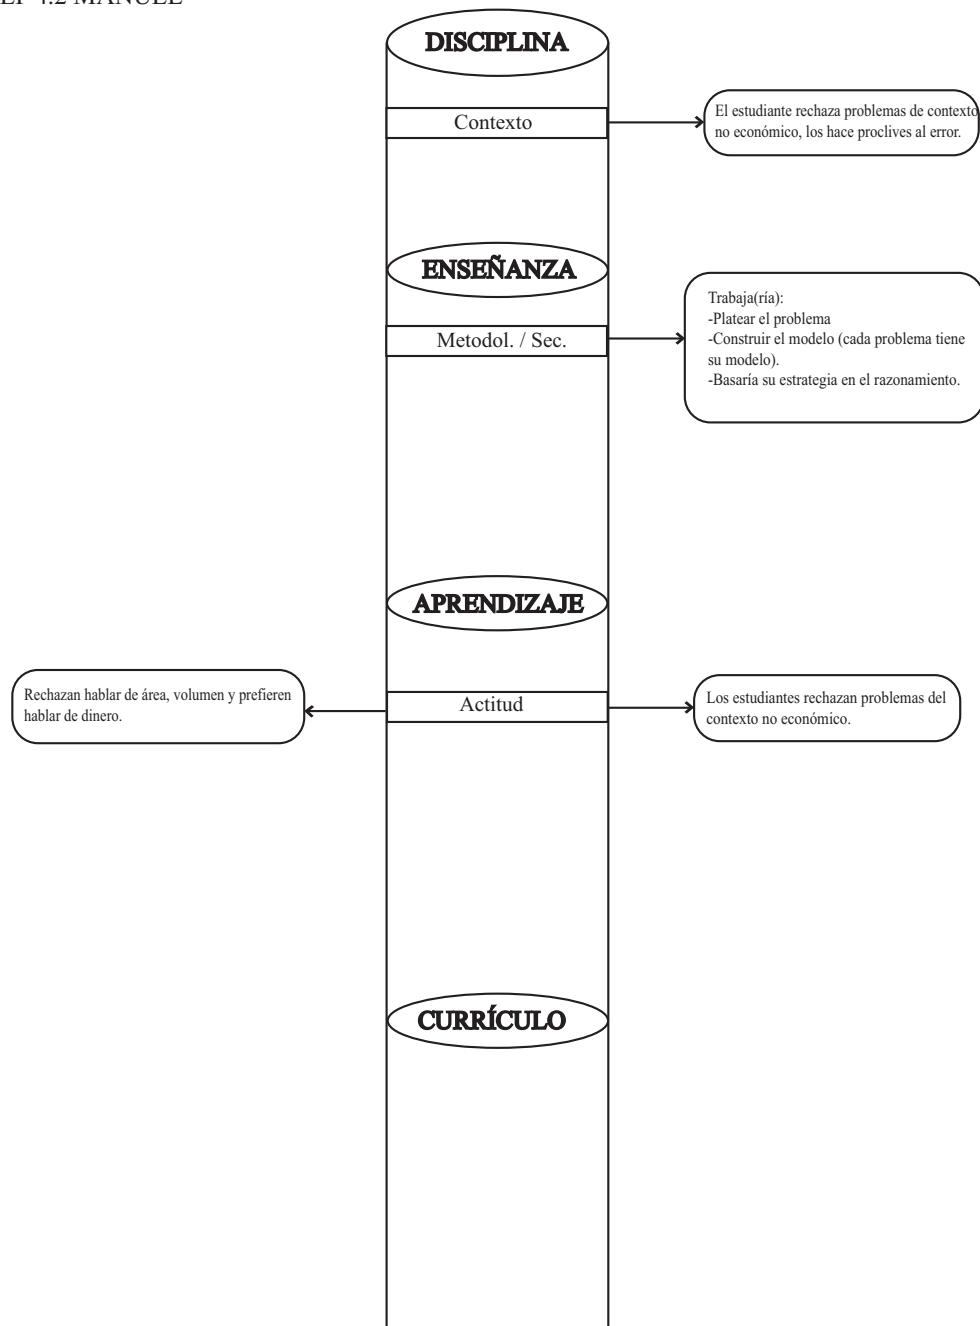 4.2 MANUEL
DISCIPLINA
Contexto
El estudiante rechaza problemas de contexto
no económico, los hace proclives al error.
ENSEÑANZA
Metodol. / Sec.
Trabaja(ría):
-Platear el problema
-Construir el modelo (cada problema tiene
su modelo).
-Basaría su estrategia en el razonamiento.
APRENDIZAJE
Rechazan hablar de área, volumen y prefieren
hablar de dinero.
Actitud
Los estudiantes rechazan problemas del
contexto no económico.
CURRÍCULO